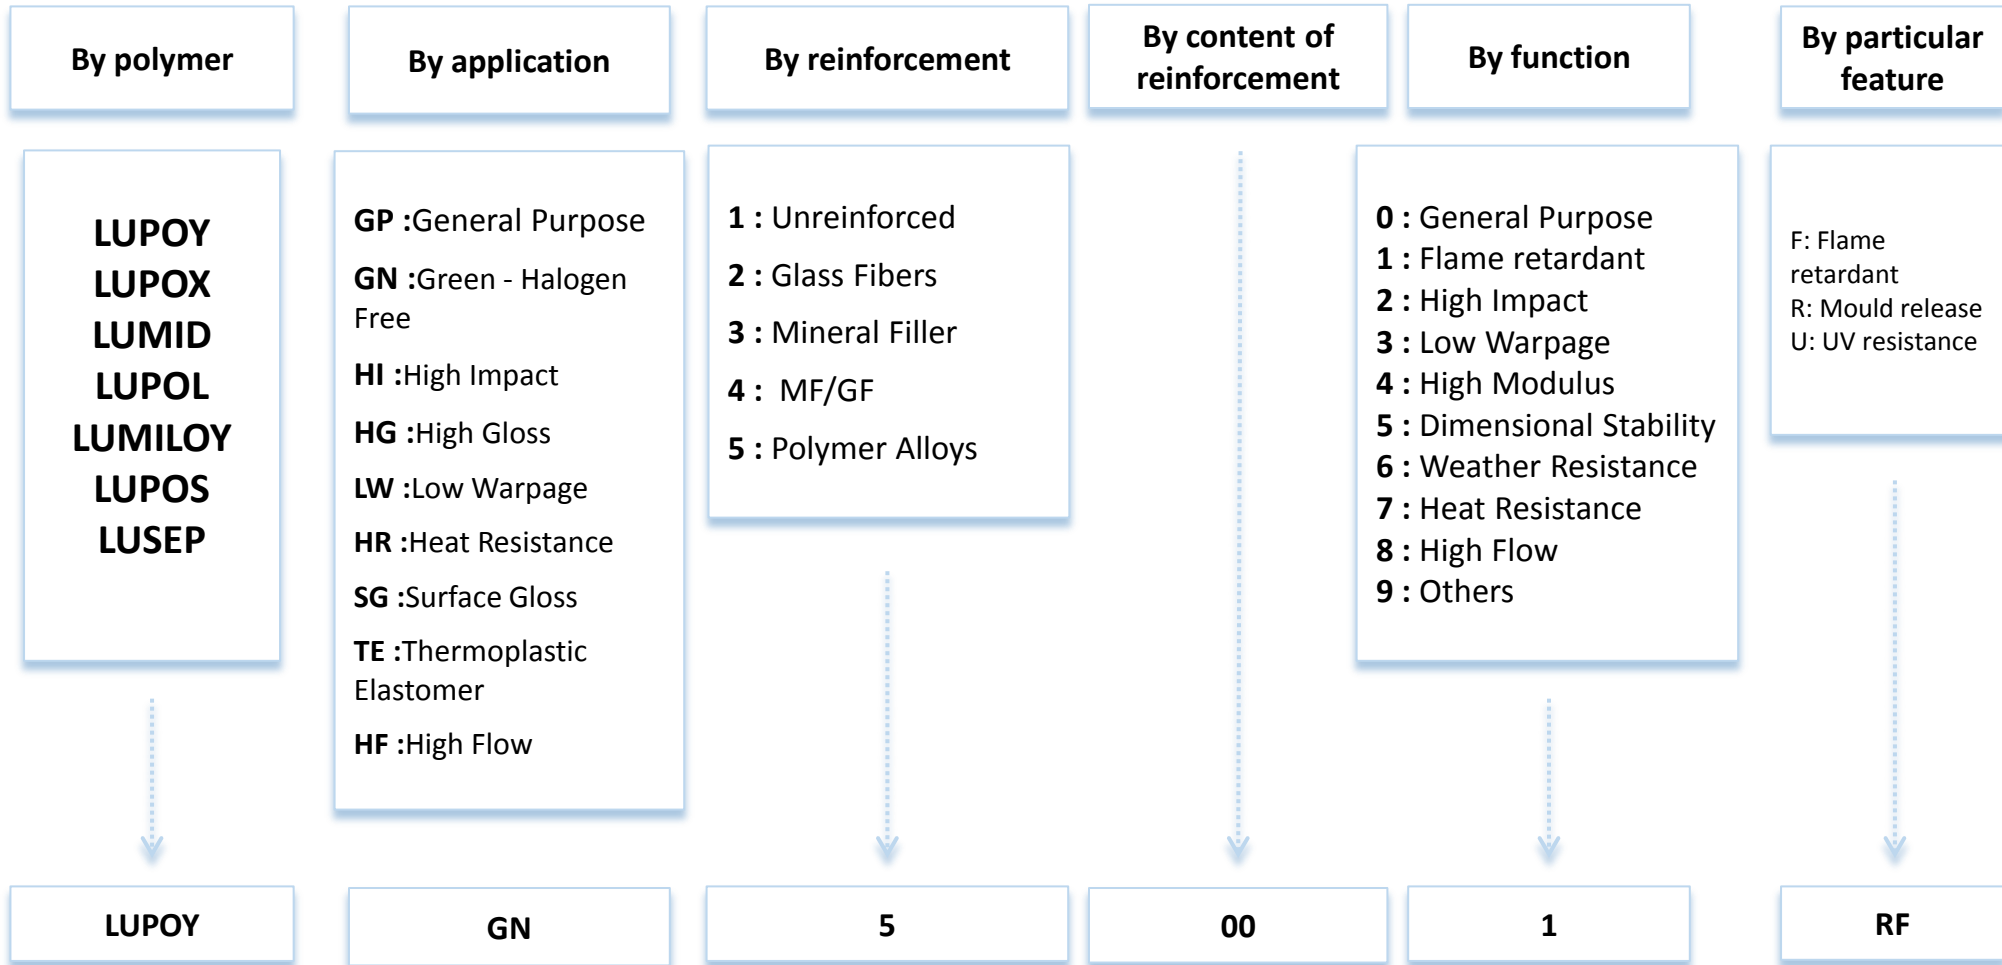 By polymer
By application
By reinforcement
By content of
reinforcement
By function
By particular
feature
LUPOY
LUPOX
LUMID
LUPOL
LUMILOY
LUPOS
LUSEP
GP :General Purpose
GN :Green - Halogen
Free
HI :High Impact
HG :High Gloss
LW :Low Warpage
HR :Heat Resistance
SG :Surface Gloss
TE :Thermoplastic
Elastomer
HF :High Flow
1 : Unreinforced
2 : Glass Fibers
3 : Mineral Filler
4 : MF/GF
5 : Polymer Alloys
0 : General Purpose
1 : Flame retardant
2 : High Impact
3 : Low Warpage
4 : High Modulus
5 : Dimensional Stability
6 : Weather Resistance
7 : Heat Resistance
8 : High Flow
9 : Others
F: Flame
retardant
R: Mould release
U: UV resistance
LUPOY
GN
5
00
1
RF